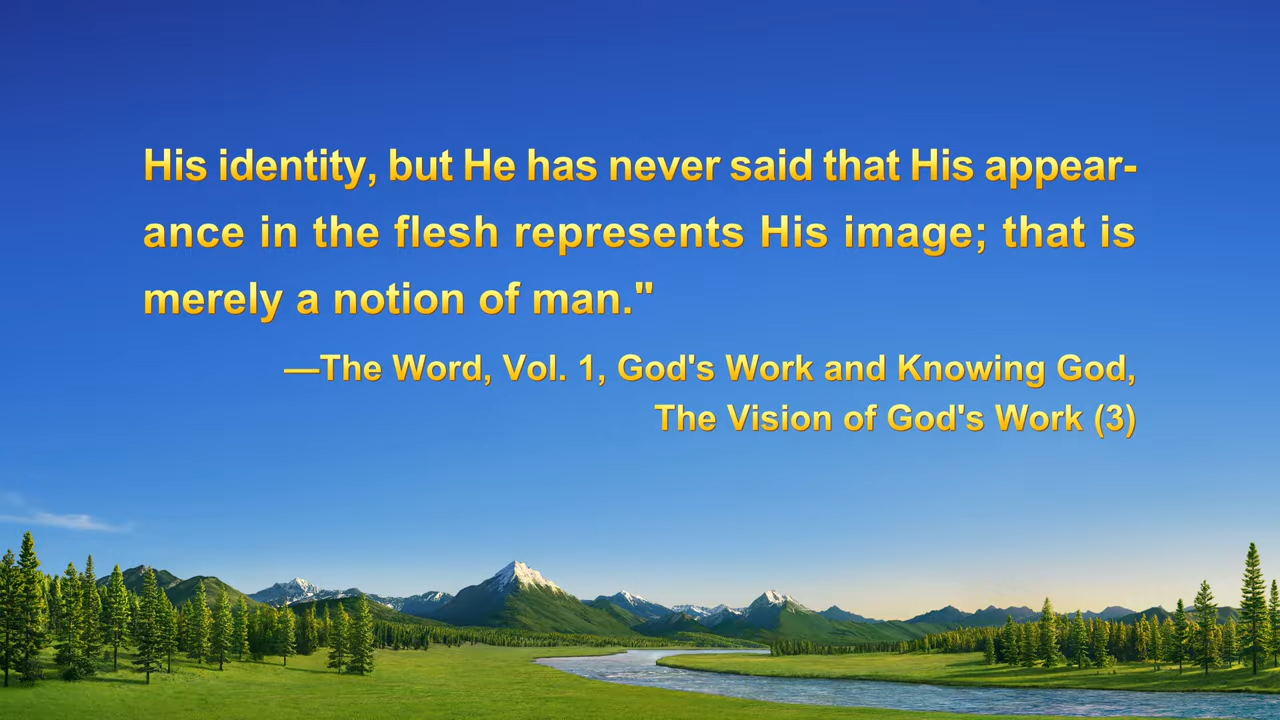 His identity, but He has never said that His appear-
ance in the flesh represents His image; that is
merely a notion of man."
—The Word, Vol. 1, God's Work and Knowing God,
The Vision of God's Work (3)